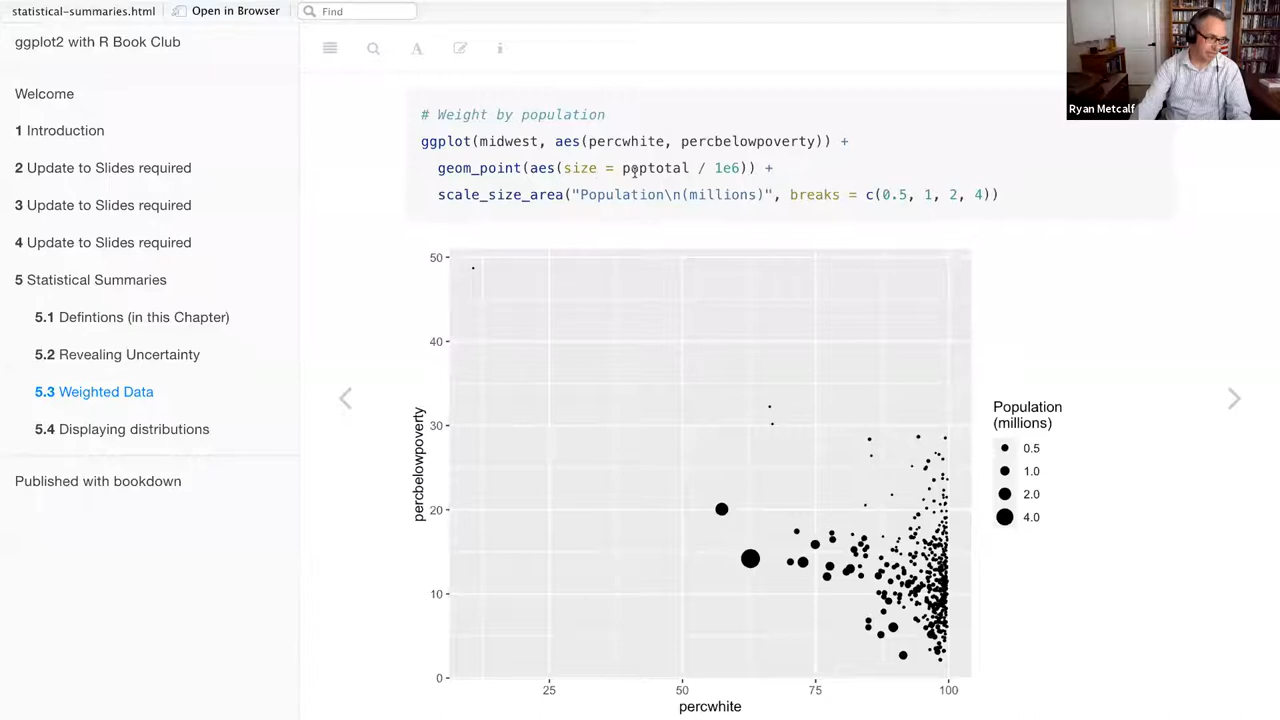 statistical-summaries.html Open in Browser Find
ggplot2 with R Book Club
Welcome
1 Introduction
2 Update to Slides required
3 Update to Slides required
4 Update to Slides required
5 Statistical Summaries
5.1 Defintions (in this Chapter)
5.2 Revealing Uncertainty
5.3 Weighted Data
5.4 Displaying distributions
Published with bookdown
A
i
# Weight by population
ggplot(midwest, aes(percwhite, percbelowpoverty)) +
geom_point(aes(size = poptotal / 1e6)) +
scale_size_area("Population\n(millions)", breaks = c(0.5, 1, 2, 4))
percbelowpoverty
50
40
30
20
10
0
25 50 75 100
percwhite
Population
(millions)
0.5
1.0
2.0
4.0
Ryan Metcalf